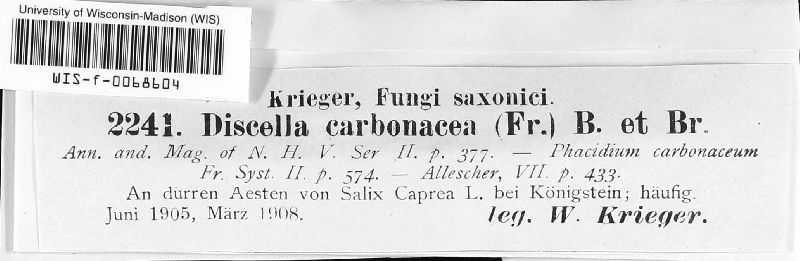 University of Wisconsin-Madison (WIS)
WIS-f-0068604
Krieger, Fungi saxonici.
2241. Discella carbonacea (Fr.) B. et Br.
Ann. and. Mag. of N. H. V. Ser II. p. 377. — Phacidium carbonaceum
Fr. Syst. II. p. 574. — Allescher, VII. p. 433.
An dürren Aesten von Salix Caprea L. bei Königstein; häufig.
Juni 1905, März 1908.
leg. W. Krieger.